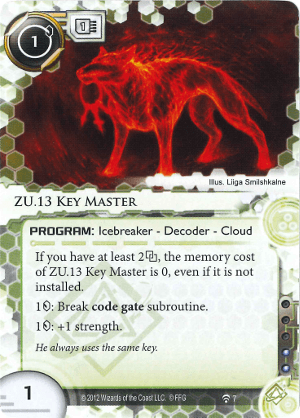 1
1
Illus. Liiga Smilshkalne
ZU.13 Key Master
PROGRAM: Icebreaker - Decoder - Cloud
If you have at least 2, the memory cost
of ZU.13 Key Master is 0, even if it is not
installed.
1: Break code gate subroutine.
1: +1 strength.
He always uses the same key.
1
© 2012 Wizards of the Coast LLC. © FFG
7